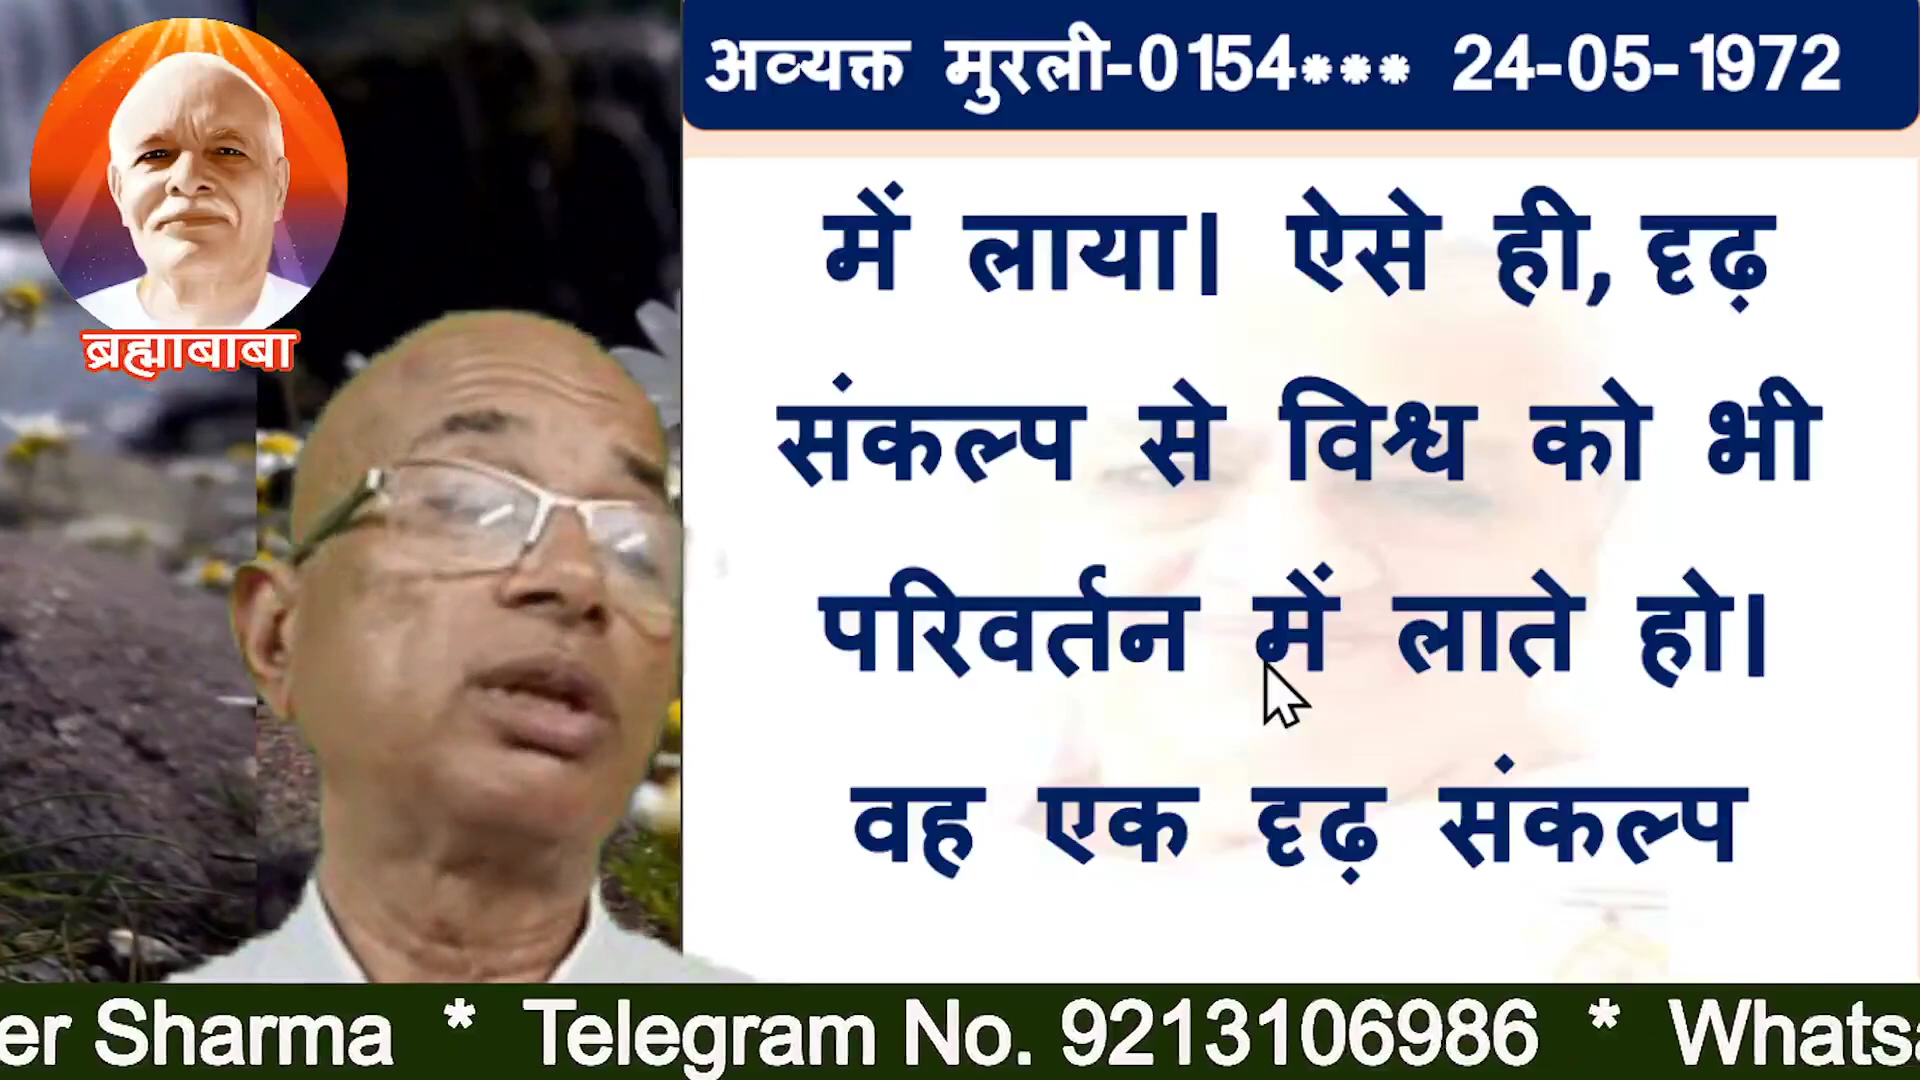 अव्यक्त मुरली-0154*** 24-05-1972
ब्रह्माबाबा
में लाया। ऐसे ही, दृढ़
संकल्प से विश्व को भी
परिवर्तन में लाते हो।
वह एक दृढ़ संकल्प
er Sharma * Telegram No. 9213106986 * Whatsa